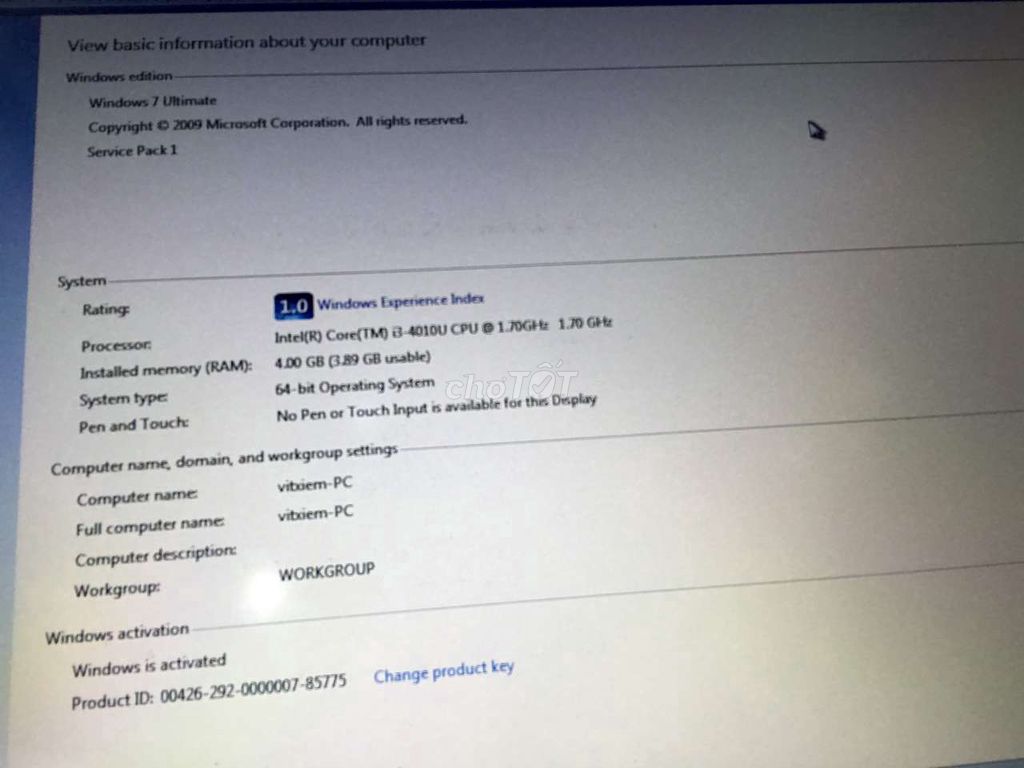 View basic information about your computer
Windows edition
Windows 7 Ultimate
Copyright © 2009 Microsoft Corporation. All rights reserved.
Service Pack 1
System
Rating: 1.0 Windows Experience Index
Processor: Intel(R) Core(TM) i3-4010U CPU @ 1.70GHz 1.70 GHz
Installed memory (RAM): 4.00 GB (3.89 GB usable)
System type: 64-bit Operating System
Pen and Touch: No Pen or Touch Input is available for this Display
choTỐT
Computer name, domain, and workgroup settings
Computer name: vitxiem-PC
Full computer name: vitxiem-PC
Computer description:
Workgroup: WORKGROUP
Windows activation
Windows is activated
Product ID: 00426-292-0000007-85775 Change product key